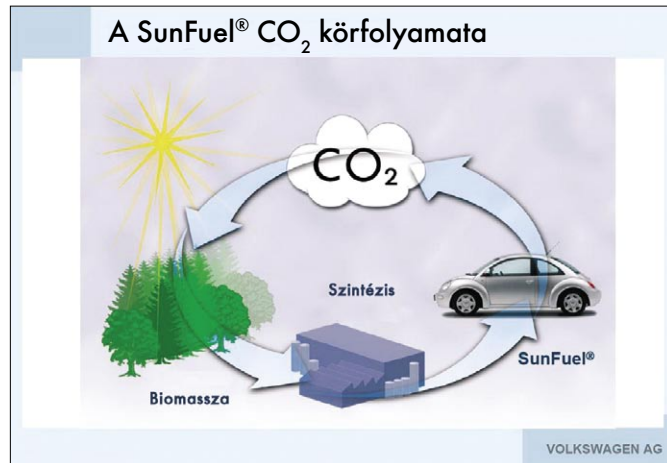 A SunFuel® CO₂ körfolyamata
CO₂
Szintézis
SunFuel®
Biomassza
VOLKSWAGEN AG